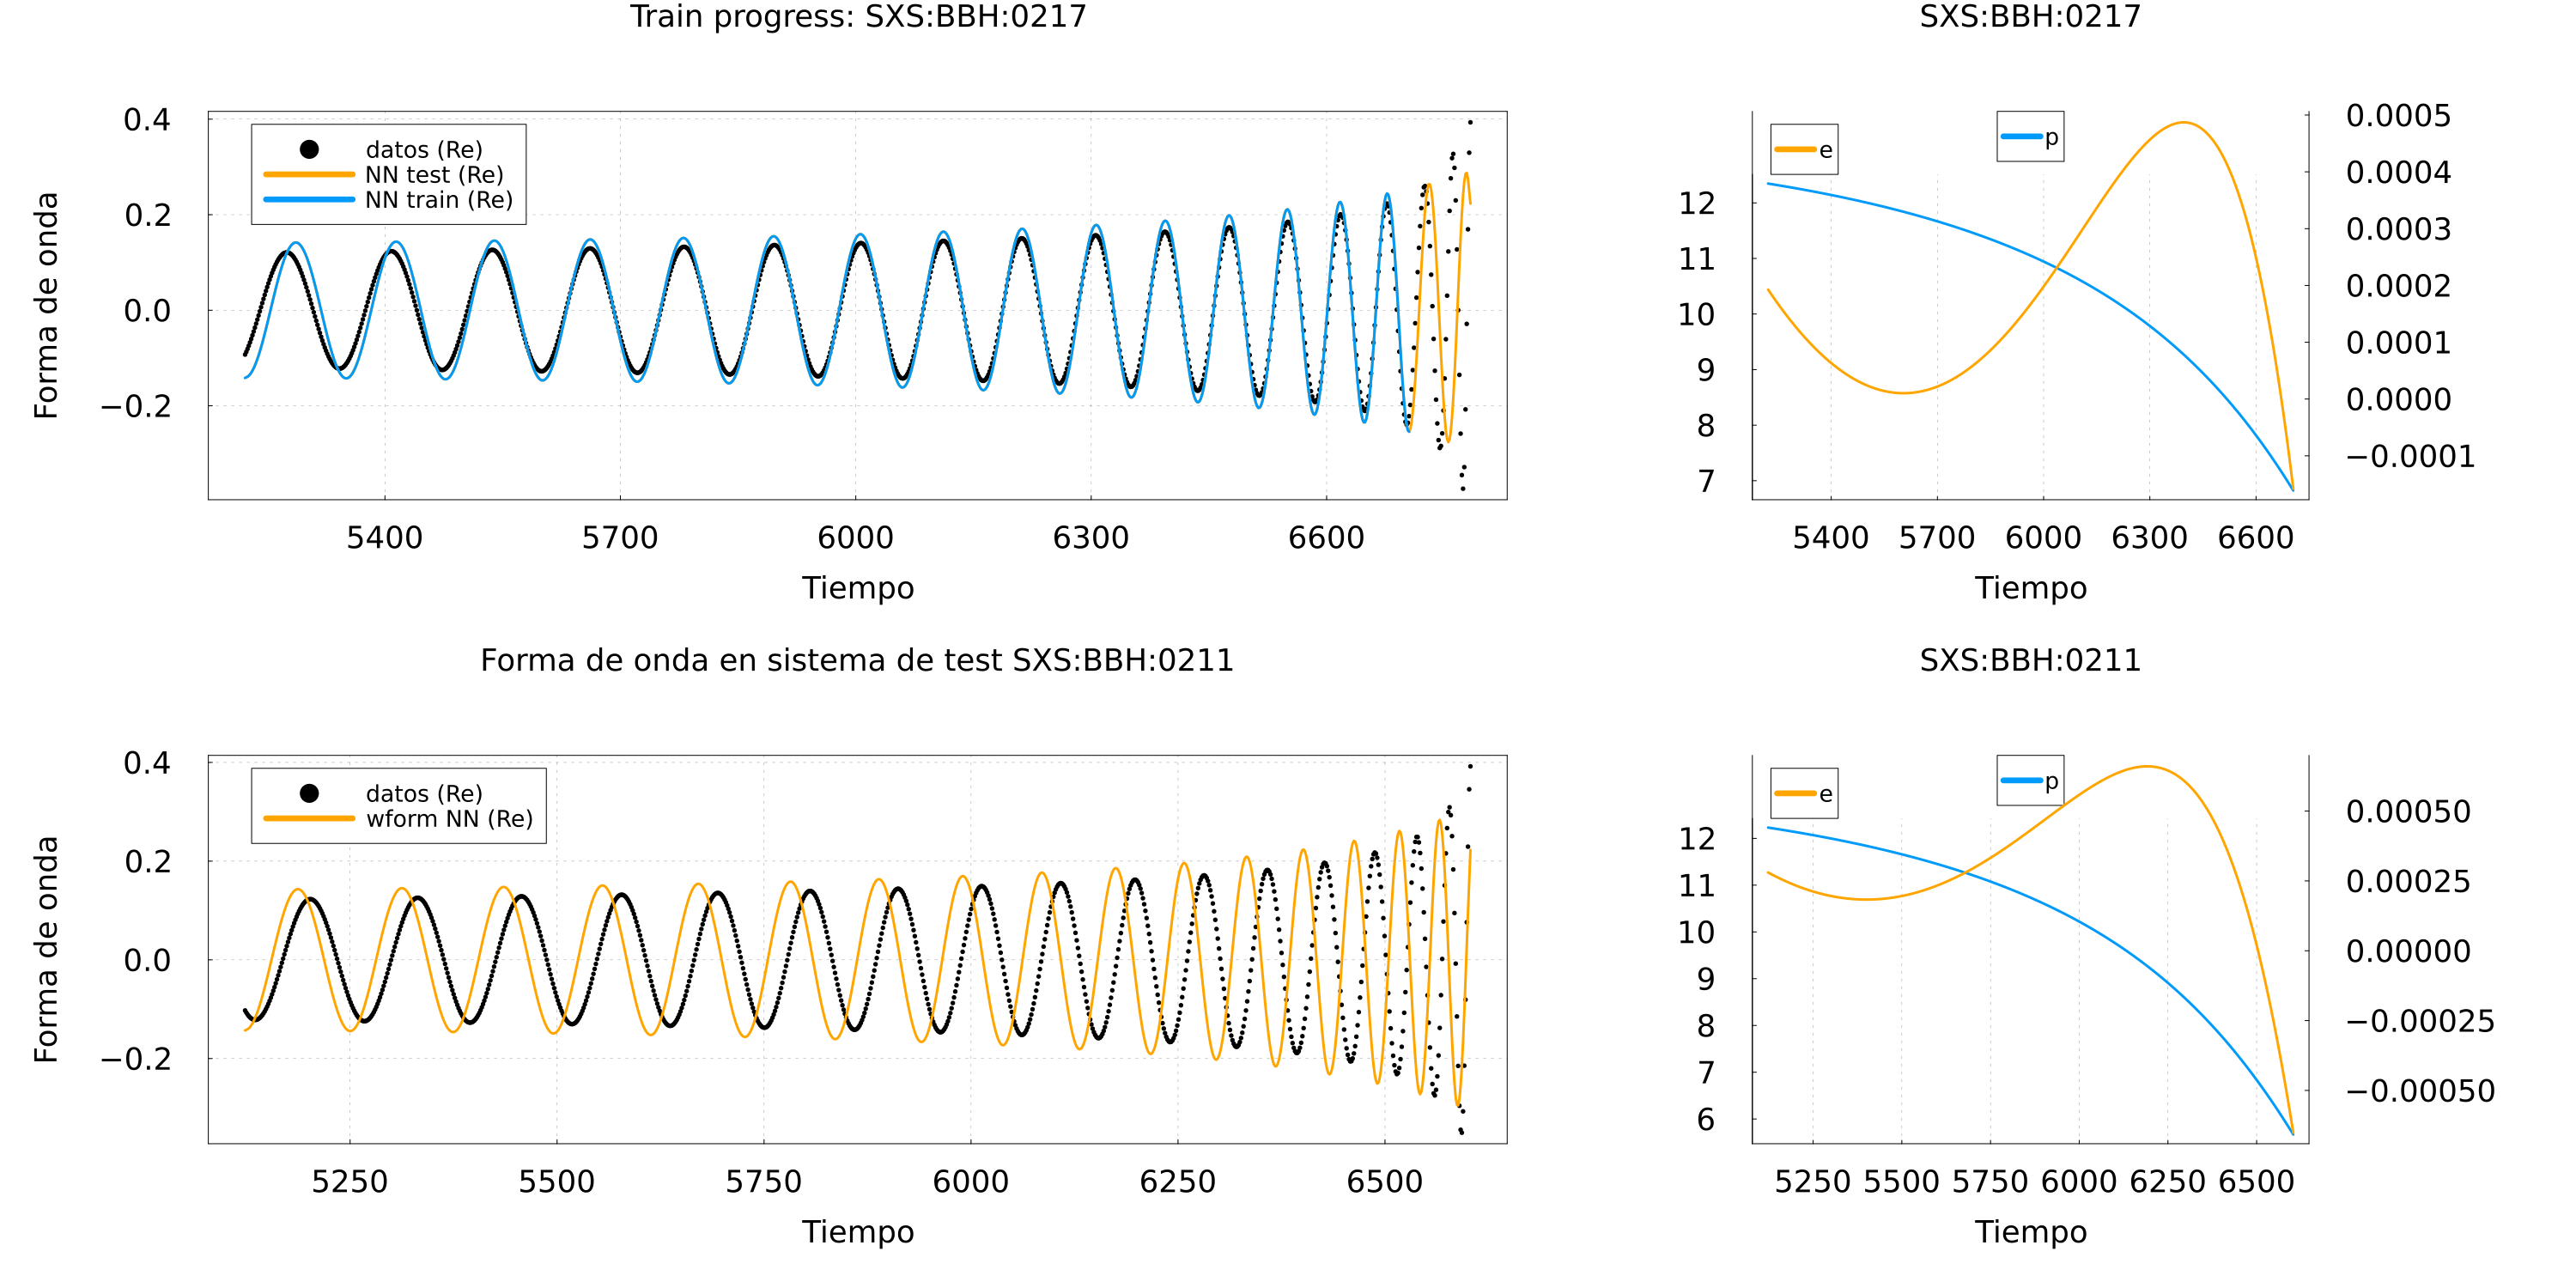 Train progress: SXS:BBH:0217
Forma de onda
0.4
0.2
0.0
−0.2
datos (Re)
NN test (Re)
NN train (Re)
5400 5700 6000 6300 6600
Tiempo
SXS:BBH:0217
e
p
12
11
10
9
8
7
0.0005
0.0004
0.0003
0.0002
0.0001
0.0000
−0.0001
5400 5700 6000 6300 6600
Tiempo
Forma de onda en sistema de test SXS:BBH:0211
Forma de onda
0.4
0.2
0.0
−0.2
datos (Re)
wform NN (Re)
5250 5500 5750 6000 6250 6500
Tiempo
SXS:BBH:0211
e
p
12
11
10
9
8
7
6
0.00050
0.00025
0.00000
−0.00025
−0.00050
5250 5500 5750 6000 6250 6500
Tiempo